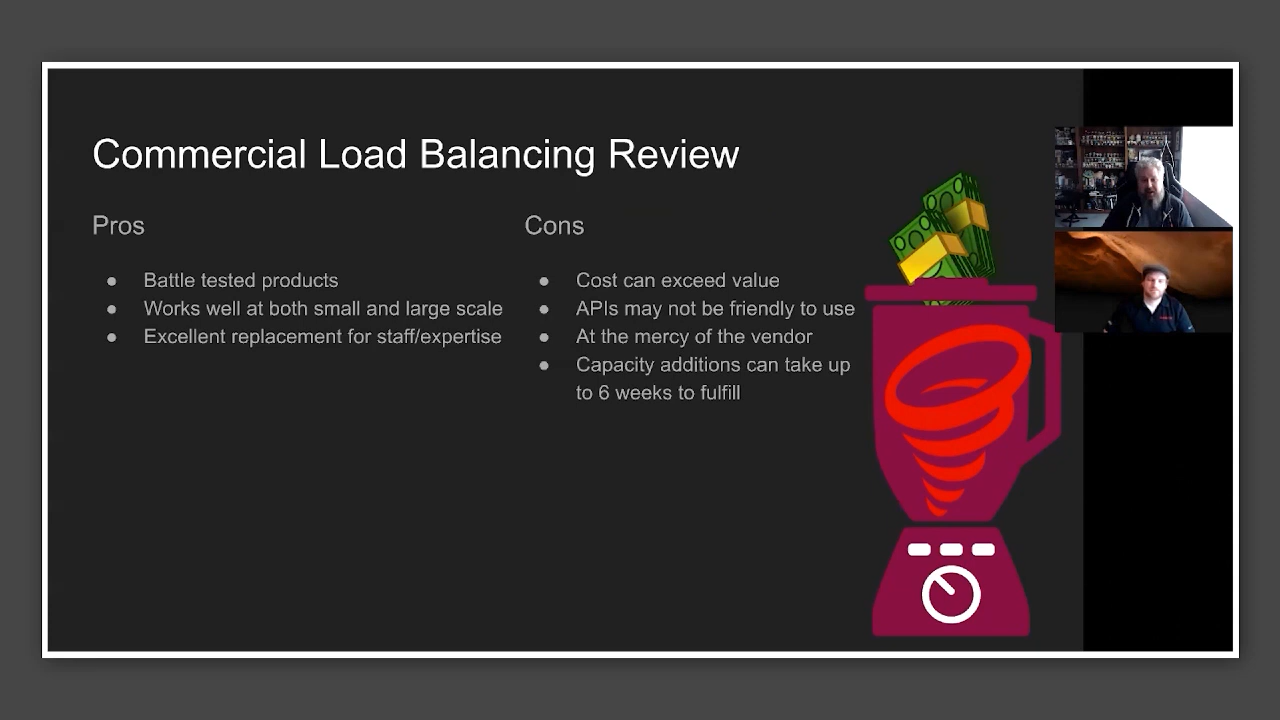 Commercial Load Balancing Review
Pros
● Battle tested products
● Works well at both small and large scale
● Excellent replacement for staff/expertise
Cons
● Cost can exceed value
● APIs may not be friendly to use
● At the mercy of the vendor
● Capacity additions can take up
to 6 weeks to fulfill